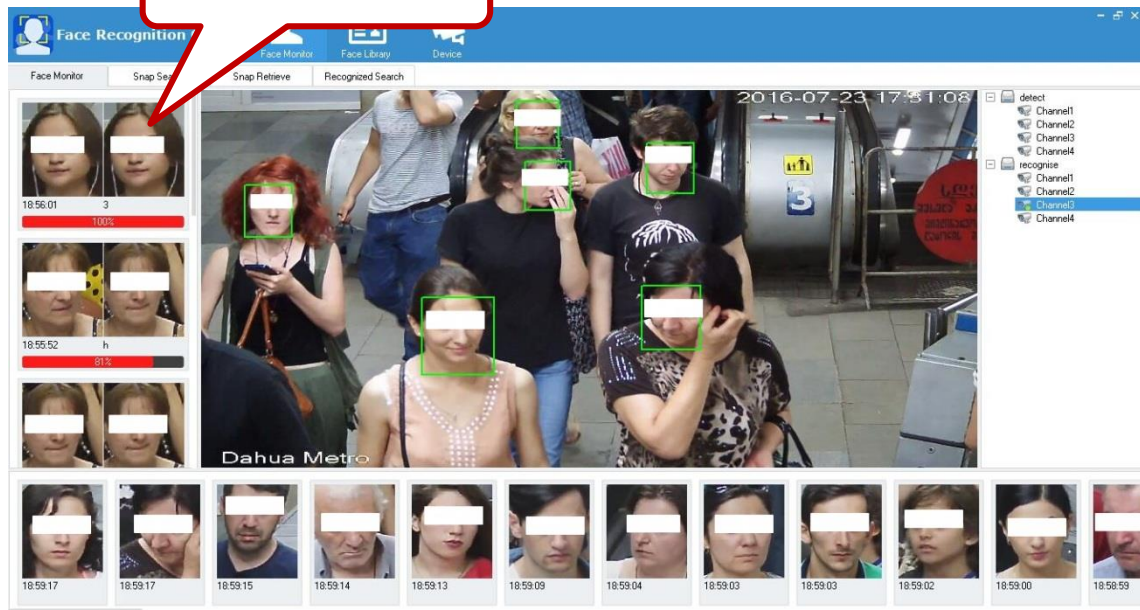 Face Recognition
Face Monitor
Face Library
Device
Face Monitor
Snap Retrieve
Recognized Search
18:56:01
3
100%
18:55:52
h
81%
2016-07-23 17:51:08
3
Dahua Metro
detect
Channel1
Channel2
Channel3
Channel4
recognise
Channel1
Channel2
Channel3
Channel4
18:59:17
18:59:17
18:59:15
18:59:14
18:59:13
18:59:09
18:59:04
18:59:03
18:59:03
18:59:02
18:59:00
18:58:59